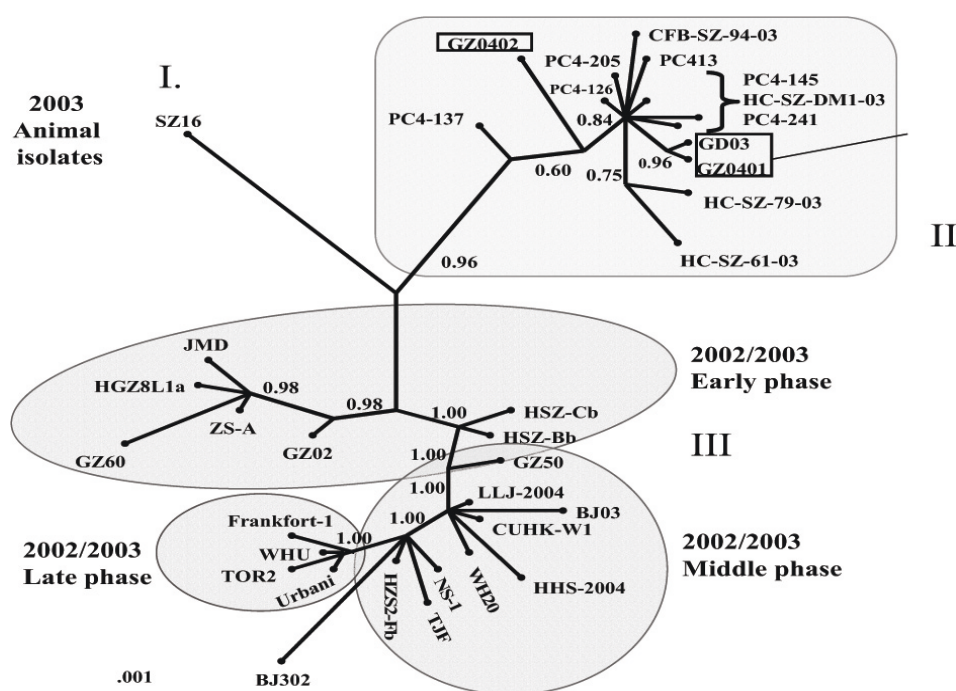 I.
2003
Animal
isolates
SZ16
GZ0402
CFB-SZ-94-03
PC4-205
PC413
PC4-126
PC4-145
HC-SZ-DM1-03
PC4-241
PC4-137
0.84
GD03
0.96
GZ0401
0.60
0.75
HC-SZ-79-03
II
HC-SZ-61-03
0.96
JMD
2002/2003
Early phase
HGZ8L1a
0.98
0.98
1.00
HSZ-Cb
ZS-A
GZ02
HSZ-Bb
III
GZ60
1.00
GZ50
1.00
LLJ-2004
BJ03
Frankfort-1
1.00
CUHK-W1
2002/2003
Late phase
WHU
1.00
2002/2003
Middle phase
TOR2
Urbani
HZS2-Fb
NS-1
WH20
HHS-2004
TJF
.001
BJ302